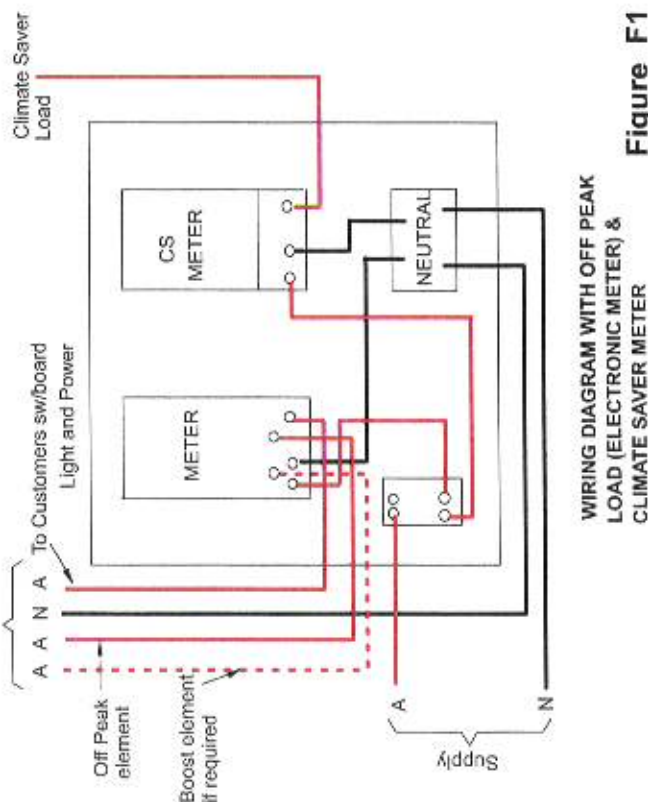 Climate Saver
Load
To Customers sw/board
Light and Power
A
N
A
A
Off Peak
element
Boost element
if required
METER
CS
METER
NEUTRAL
Supply
A
N
WIRING DIAGRAM WITH OFF PEAK
LOAD (ELECTRONIC METER) &
CLIMATE SAVER METER
Figure F1